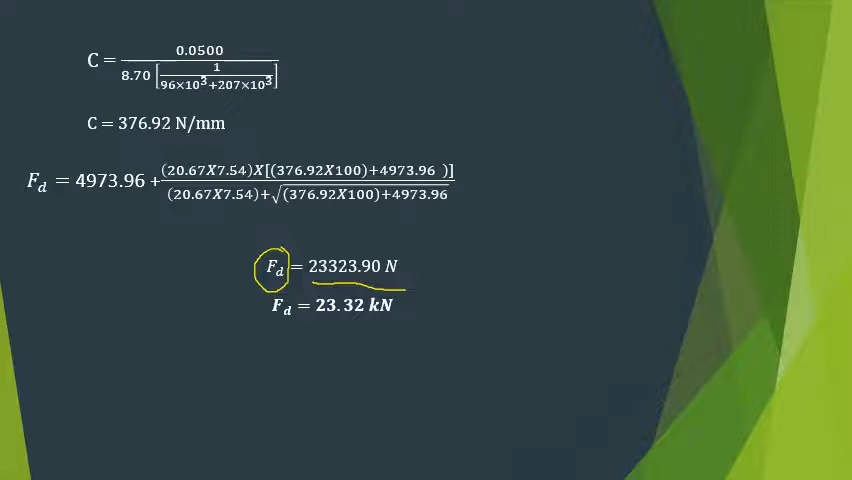 C = 0.0500 / 8.70 [ 1 / 96×10³+207×10³ ]
C = 376.92 N/mm
F_d = 4973.96 + (20.67X7.54)X[(376.92X100)+4973.96 )] / (20.67X7.54)+√(376.92X100)+4973.96
F_d = 23323.90 N
F_d = 23.32 kN